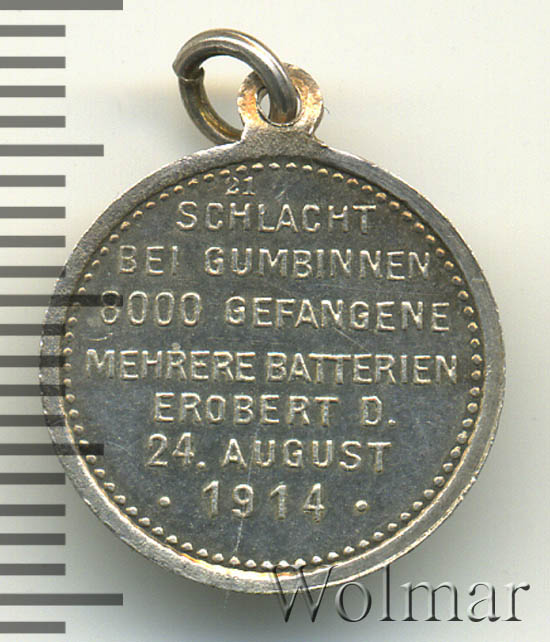 21
SCHLACHT
BEI GUMBINNEN
8000 GEFANGENE
MEHRERE BATTERIEN
EROBERT D.
24. AUGUST
· 1914 ·
Wolmar